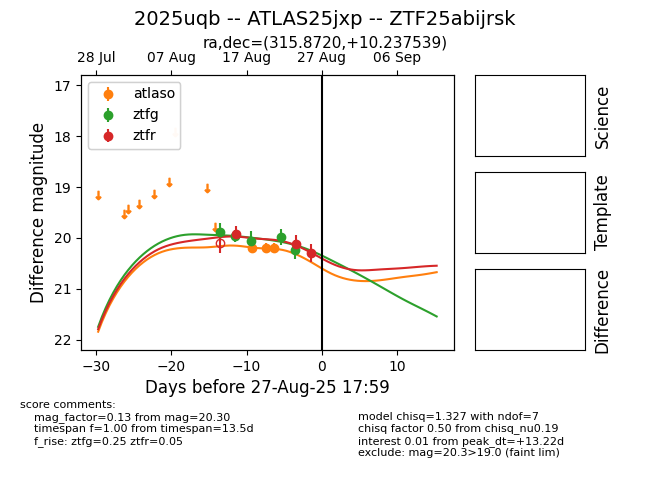 2025uqb -- ATLAS25jxp -- ZTF25abijrsk
ra,dec=(315.8720,+10.237539)
28 Jul 07 Aug 17 Aug 27 Aug 06 Sep
17
18
19
20
21
22
Difference magnitude
atlaso
ztfg
ztfr
−30 −20 −10 0 10
Days before 27-Aug-25 17:59
Science
Template
Difference
score comments:
mag_factor=0.13 from mag=20.30
timespan f=1.00 from timespan=13.5d
f_rise: ztfg=0.25 ztfr=0.05
model chisq=1.327 with ndof=7
chisq factor 0.50 from chisq_nu0.19
interest 0.01 from peak_dt=+13.22d
exclude: mag=20.3>19.0 (faint lim)